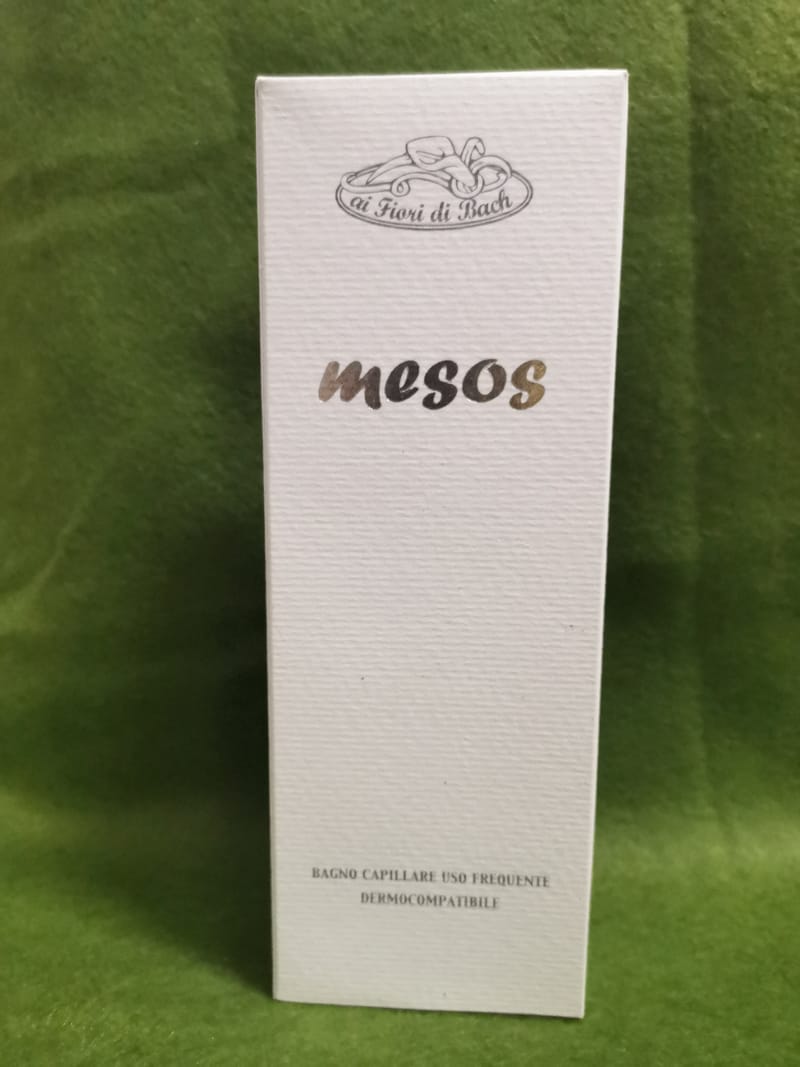 ai Fiori di Bach
mesos
BAGNO CAPILLARE USO FREQUENTE
DERMOCOMPATIBILE